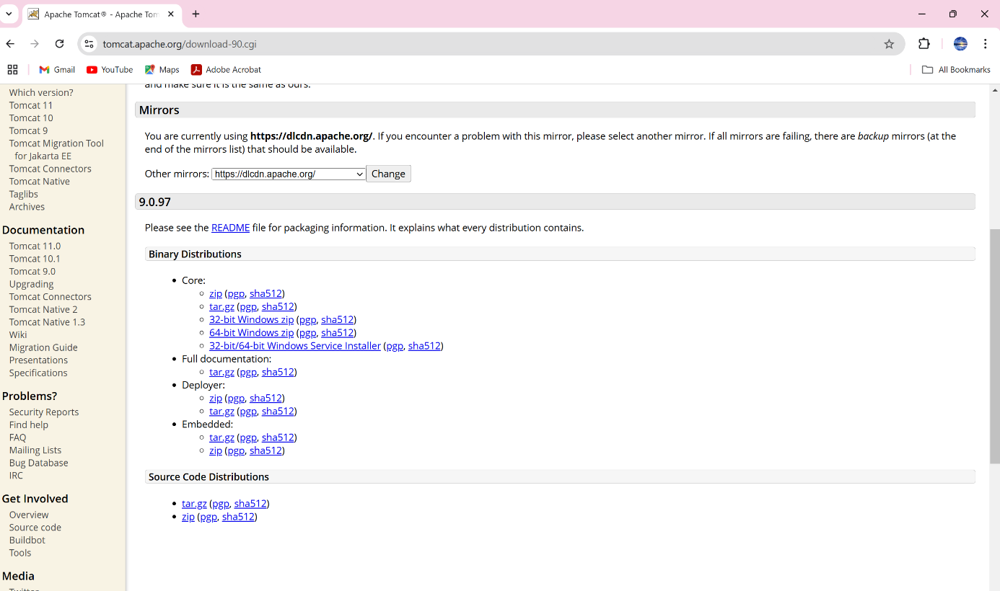 Apache Tomcat® - Apache Tom
tomcat.apache.org/download-90.cgi
Gmail YouTube Maps Adobe Acrobat All Bookmarks
Which version?
Tomcat 11
Tomcat 10
Tomcat 9
Tomcat Migration Tool
for Jakarta EE
Tomcat Connectors
Tomcat Native
Taglibs
Archives
Documentation
Tomcat 11.0
Tomcat 10.1
Tomcat 9.0
Upgrading
Tomcat Connectors
Tomcat Native 2
Tomcat Native 1.3
Wiki
Migration Guide
Presentations
Specifications
Problems?
Security Reports
Find help
FAQ
Mailing Lists
Bug Database
IRC
Get Involved
Overview
Source code
Buildbot
Tools
Media
Twitter
and make sure it is the same as ours.
Mirrors
You are currently using https://dlcdn.apache.org/. If you encounter a problem with this mirror, please select another mirror. If all mirrors are failing, there are backup mirrors (at the
end of the mirrors list) that should be available.
Other mirrors: https://dlcdn.apache.org/ Change
9.0.97
Please see the README file for packaging information. It explains what every distribution contains.
Binary Distributions
• Core:
○ zip (pgp, sha512)
○ tar.gz (pgp, sha512)
○ 32-bit Windows zip (pgp, sha512)
○ 64-bit Windows zip (pgp, sha512)
○ 32-bit/64-bit Windows Service Installer (pgp, sha512)
• Full documentation:
○ tar.gz (pgp, sha512)
• Deployer:
○ zip (pgp, sha512)
○ tar.gz (pgp, sha512)
• Embedded:
○ tar.gz (pgp, sha512)
○ zip (pgp, sha512)
Source Code Distributions
• tar.gz (pgp, sha512)
• zip (pgp, sha512)